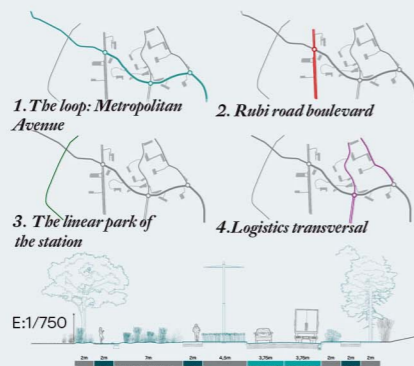 1. The loop: Metropolitan
Avenue
2. Rubi road boulevard
3. The linear park of
the station
4.Logistics transversal
E:1/750
2m 2m 7m 2m 4,5m 3,75m 3,75m 2m 2m 2m